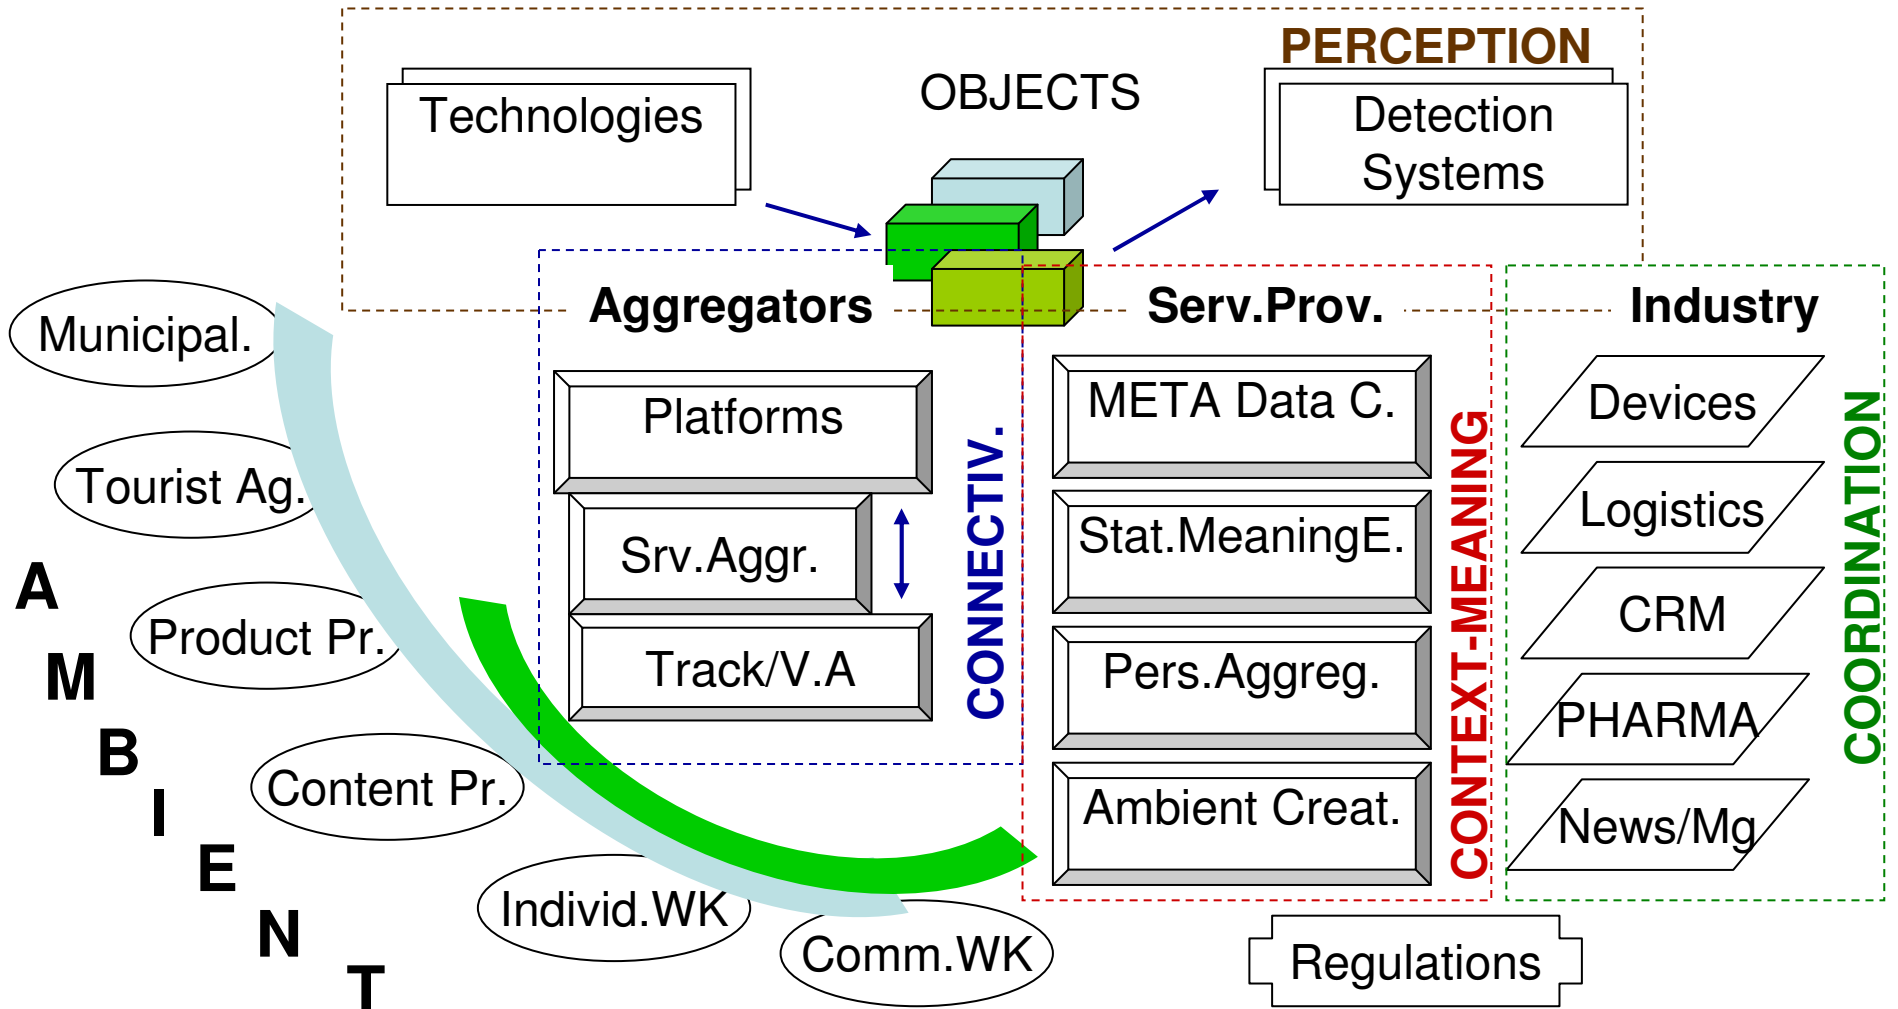 PERCEPTION
Technologies
OBJECTS
Detection
Systems
Aggregators
Serv.Prov.
Industry
Municipal.
Tourist Ag.
Product Pr.
Content Pr.
Individ.WK
Comm.WK
AMBIENT
Platforms
Srv.Aggr.
Track/V.A
CONNECTIV.
META Data C.
Stat.MeaningE.
Pers.Aggreg.
Ambient Creat.
CONTEXT-MEANING
Devices
Logistics
CRM
PHARMA
News/Mg
COORDINATION
Regulations